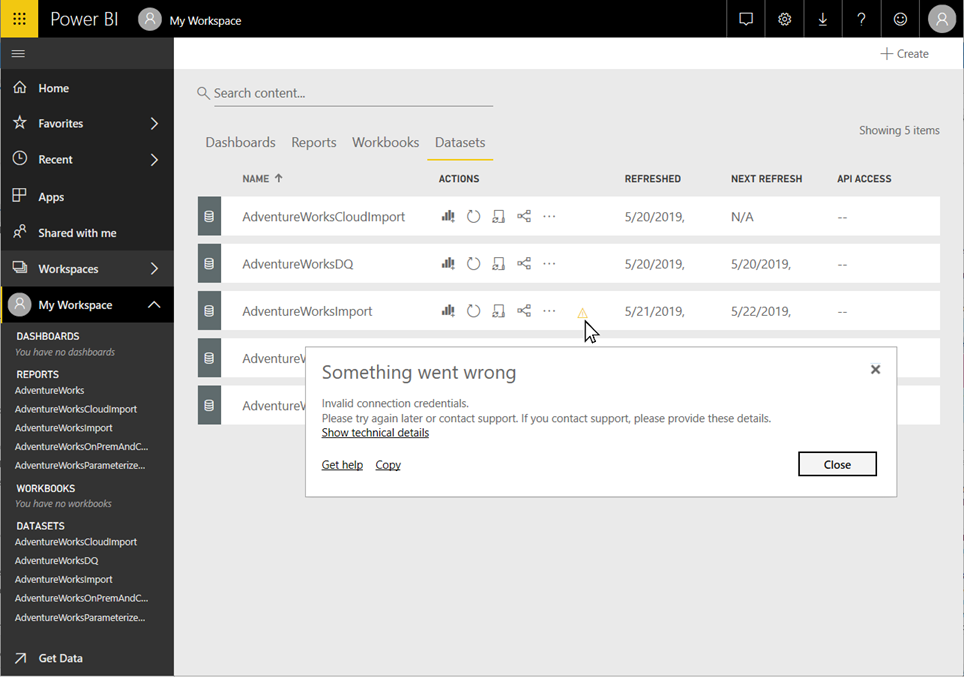 Power BI My Workspace
Create
Home
Favorites
Recent
Apps
Shared with me
Workspaces
My Workspace
DASHBOARDS
You have no dashboards
REPORTS
AdventureWorks
AdventureWorksCloudImport
AdventureWorksImport
AdventureWorksOnPremAndC...
AdventureWorksParameterize...
WORKBOOKS
You have no workbooks
DATASETS
AdventureWorksCloudImport
AdventureWorksDQ
AdventureWorksImport
AdventureWorksOnPremAndC...
AdventureWorksParameterize...
Get Data
Search content...
Showing 5 items
Dashboards Reports Workbooks Datasets
NAME ACTIONS REFRESHED NEXT REFRESH API ACCESS
AdventureWorksCloudImport 5/20/2019, N/A --
AdventureWorksDQ 5/20/2019, 5/20/2019, --
AdventureWorksImport 5/21/2019, 5/22/2019, --
Something went wrong
Invalid connection credentials.
Please try again later or contact support. If you contact support, please provide these details.
Show technical details
Get help Copy Close